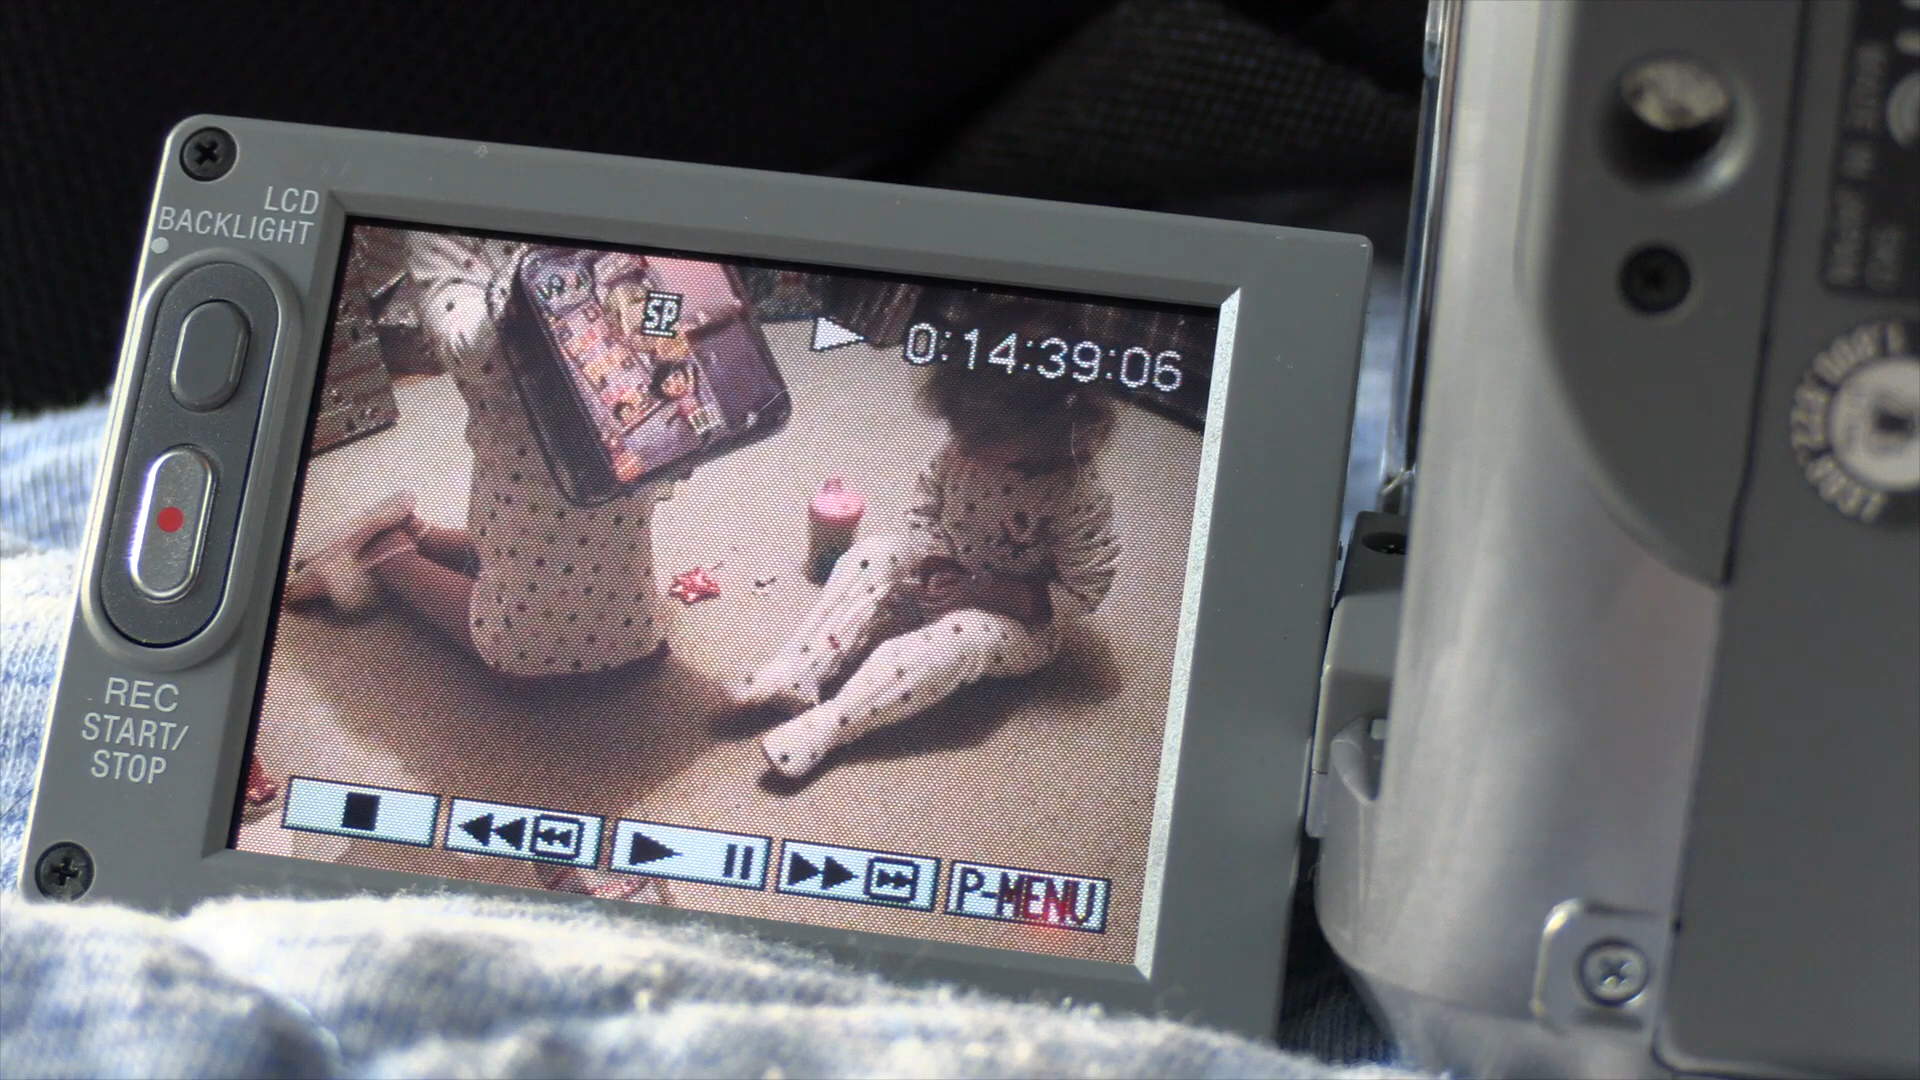 LCD
BACKLIGHT
SP
0:14:39:06
REC
START/
STOP
P-MENU